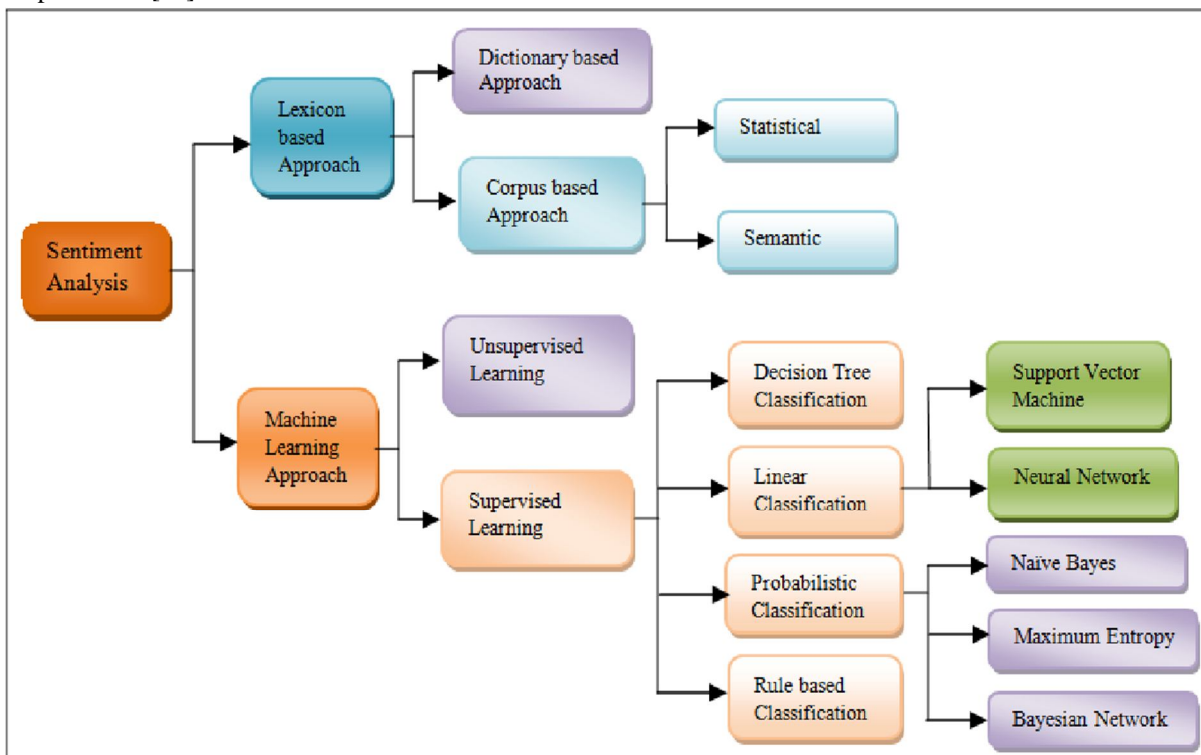 Dictionary based
Approach
Lexicon
based
Approach
Statistical
Corpus based
Approach
Semantic
Sentiment
Analysis
Unsupervised
Learning
Decision Tree
Classification
Support Vector
Machine
Machine
Learning
Approach
Linear
Classification
Neural Network
Supervised
Learning
Naïve Bayes
Probabilistic
Classification
Maximum Entropy
Rule based
Classification
Bayesian Network